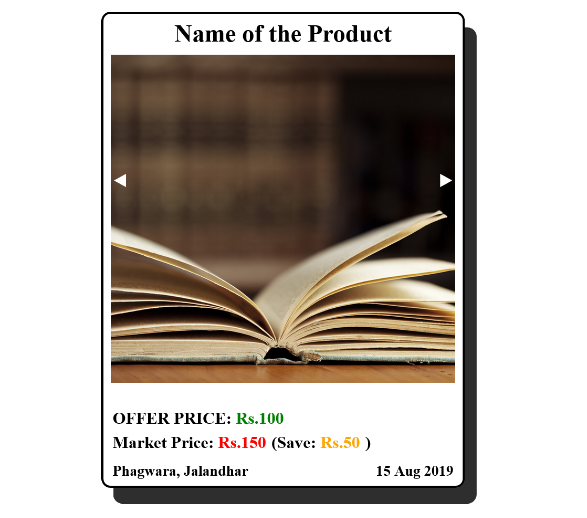 Name of the Product
OFFER PRICE: Rs.100
Market Price: Rs.150 (Save: Rs.50 )
Phagwara, Jalandhar 15 Aug 2019